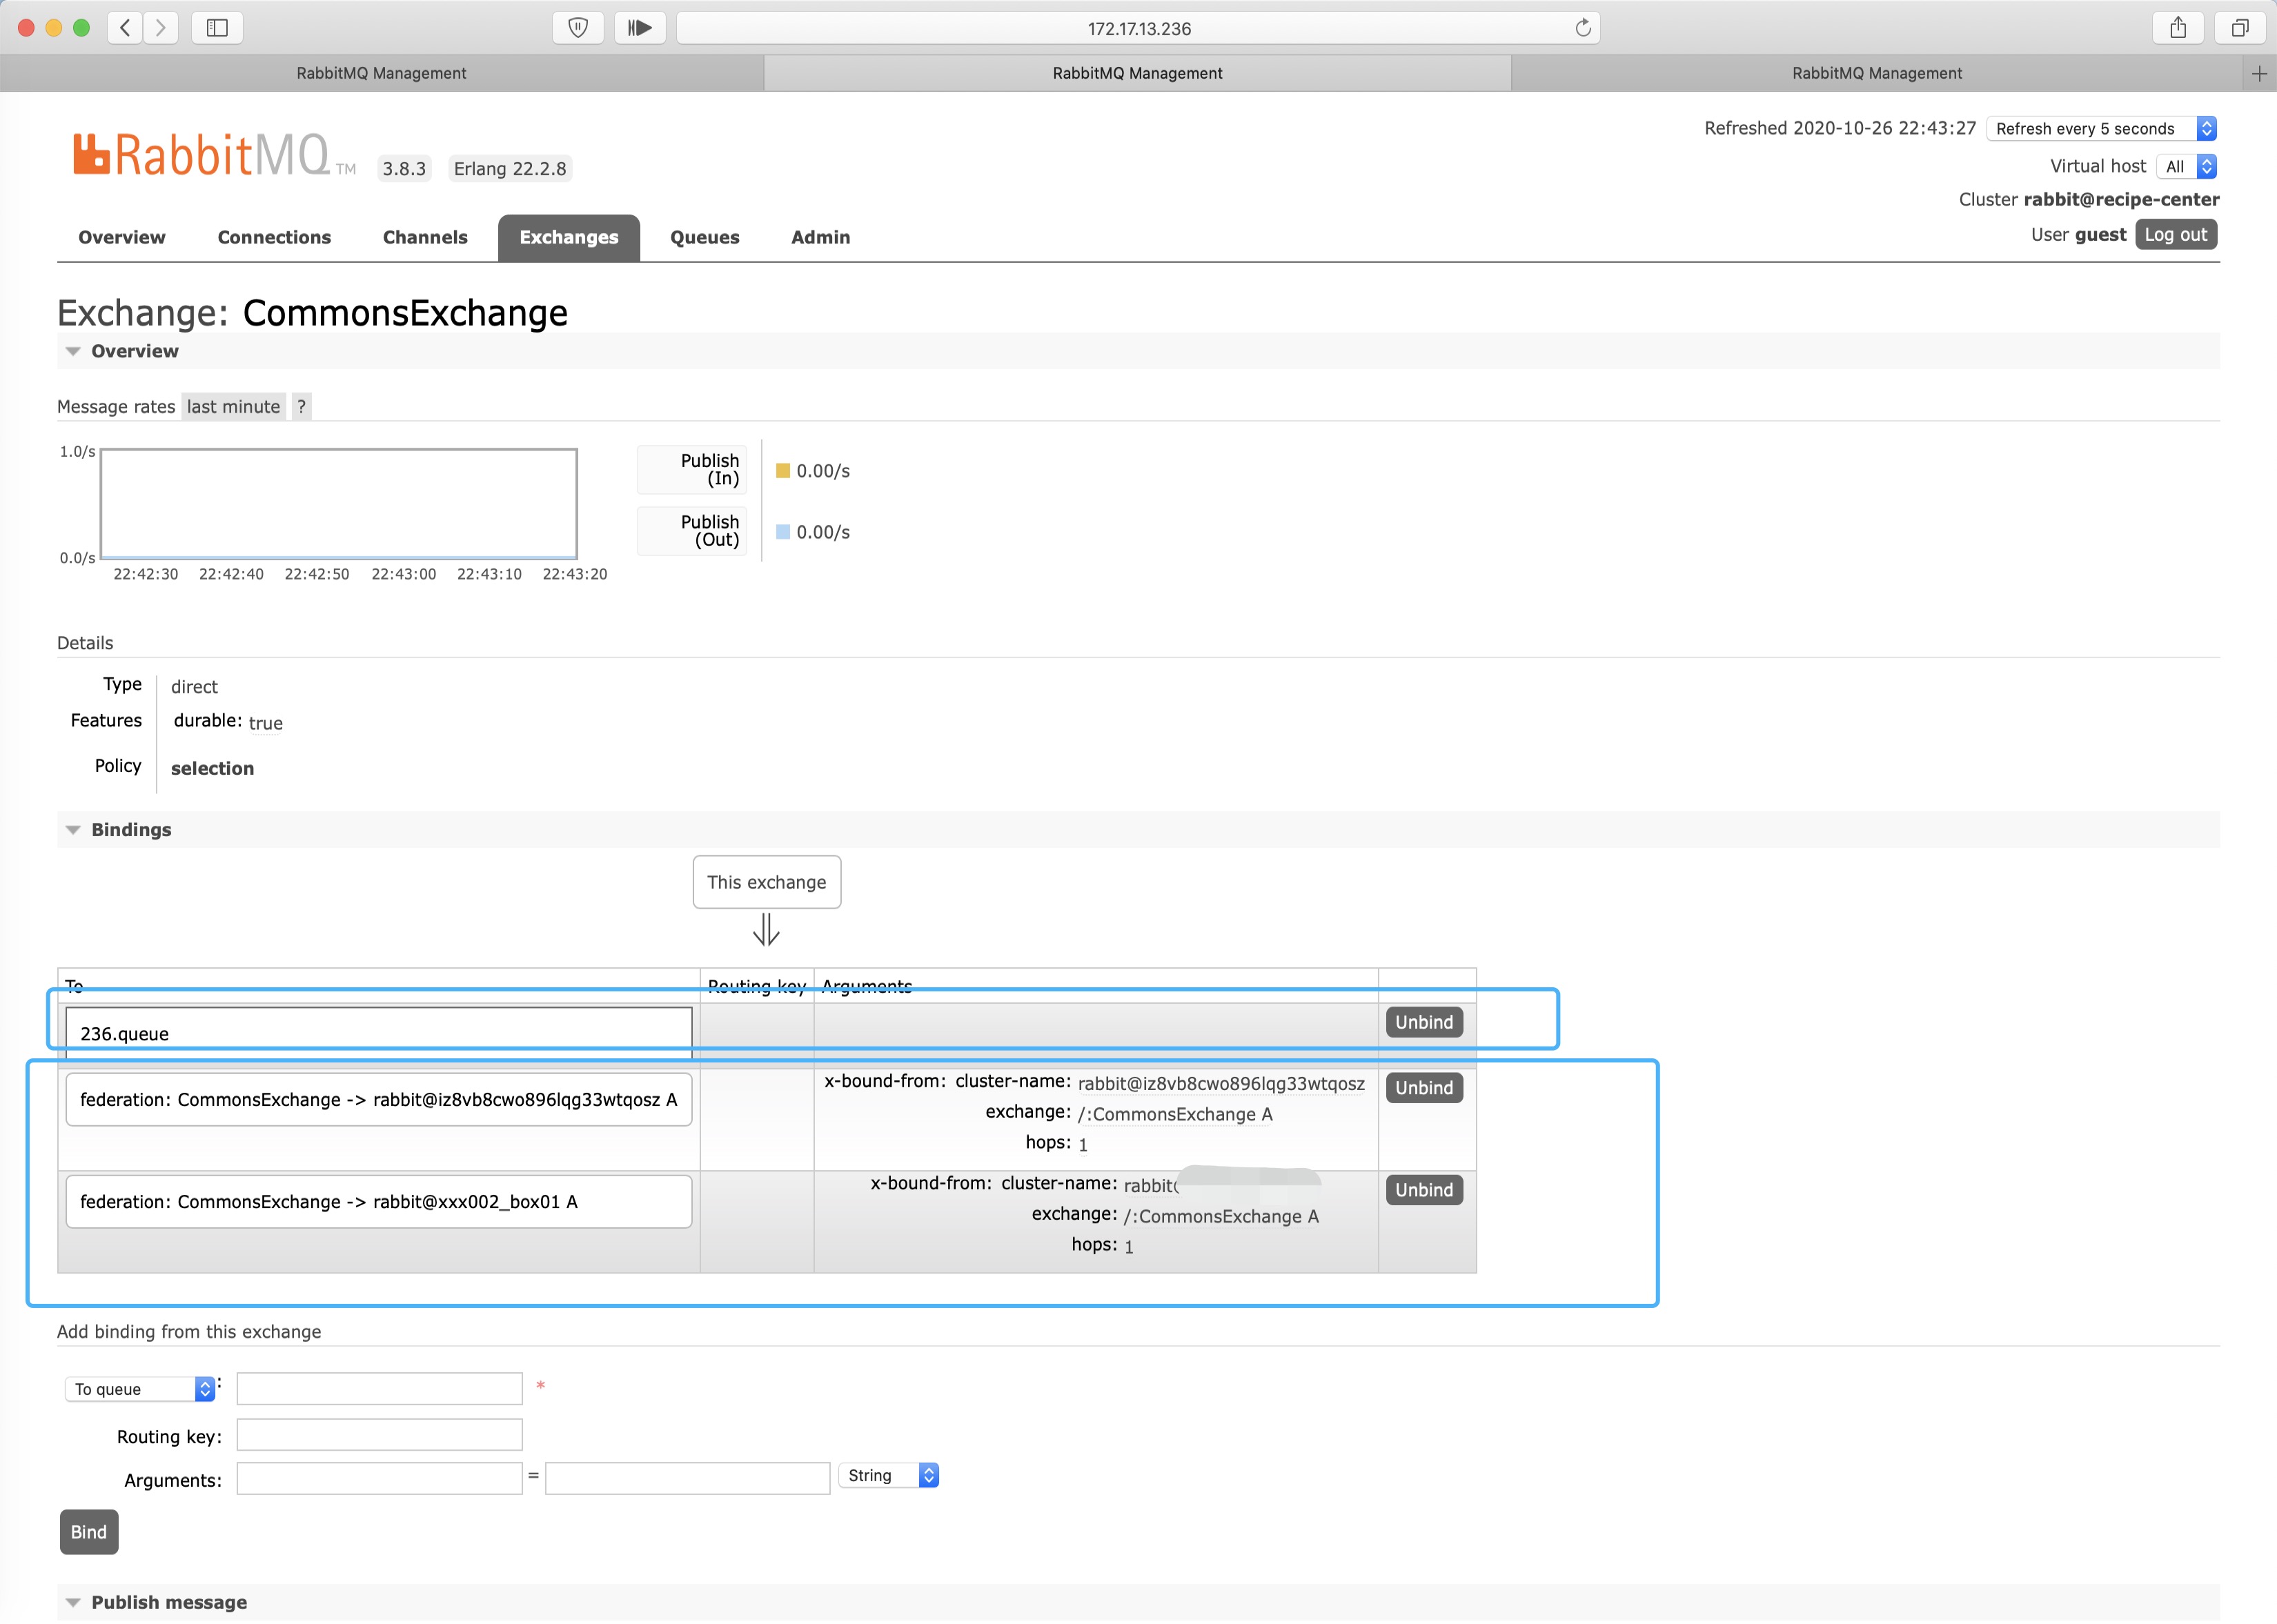 172.17.13.236
RabbitMQ Management
RabbitMQ Management
RabbitMQ Management
RabbitMQ TM 3.8.3 Erlang 22.2.8
Refreshed 2020-10-26 22:43:27 Refresh every 5 seconds
Virtual host All
Cluster rabbit@recipe-center
User guest Log out
Overview Connections Channels Exchanges Queues Admin
Exchange: CommonsExchange
Overview
Message rates last minute ?
1.0/s
0.0/s
22:42:30 22:42:40 22:42:50 22:43:00 22:43:10 22:43:20
Publish (In) 0.00/s
Publish (Out) 0.00/s
Details
Type direct
Features durable: true
Policy selection
Bindings
This exchange
To Routing key Arguments
236.queue Unbind
federation: CommonsExchange -> rabbit@iz8vb8cwo896lqg33wtqosz A
x-bound-from: cluster-name: rabbit@iz8vb8cwo896lqg33wtqosz
exchange: /:CommonsExchange A
hops: 1
Unbind
federation: CommonsExchange -> rabbit@xxx002_box01 A
x-bound-from: cluster-name: rabbit
exchange: /:CommonsExchange A
hops: 1
Unbind
Add binding from this exchange
To queue : *
Routing key:
Arguments: = String
Bind
Publish message